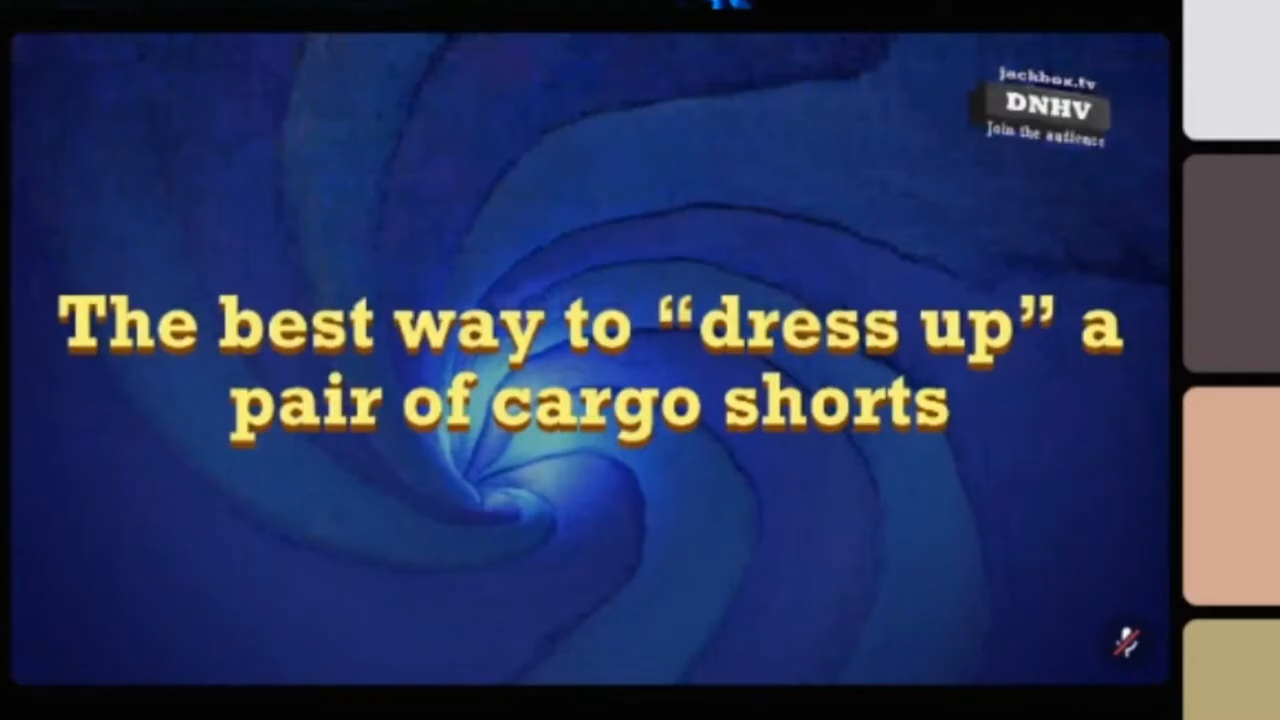 jackbox.tv
DNHV
Join the audience
The best way to “dress up” a
pair of cargo shorts